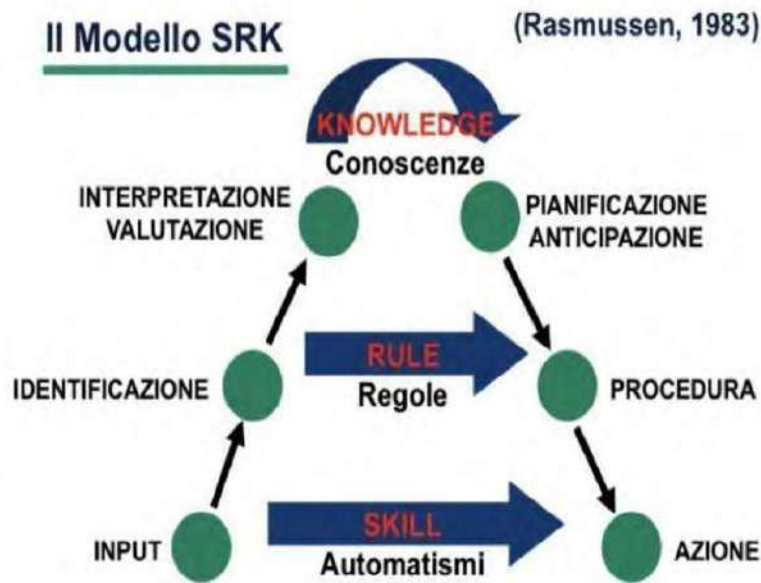 Il Modello SRK
(Rasmussen, 1983)
KNOWLEDGE
Conoscenze
INTERPRETAZIONE
VALUTAZIONE
PIANIFICAZIONE
ANTICIPAZIONE
RULE
Regole
IDENTIFICAZIONE
PROCEDURA
SKILL
Automatismi
INPUT
AZIONE